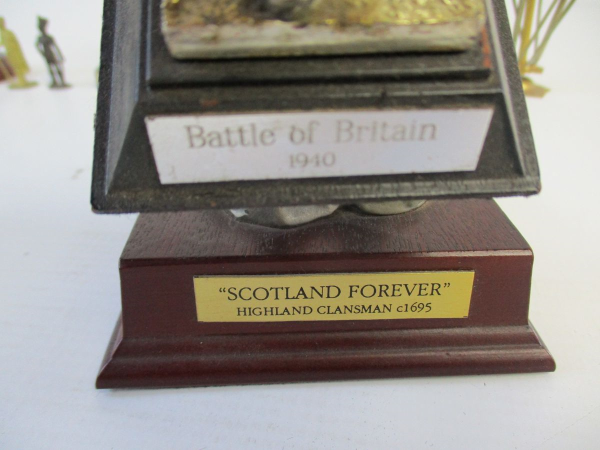 Battle of Britain
1940
“SCOTLAND FOREVER”
HIGHLAND CLANSMAN c1695